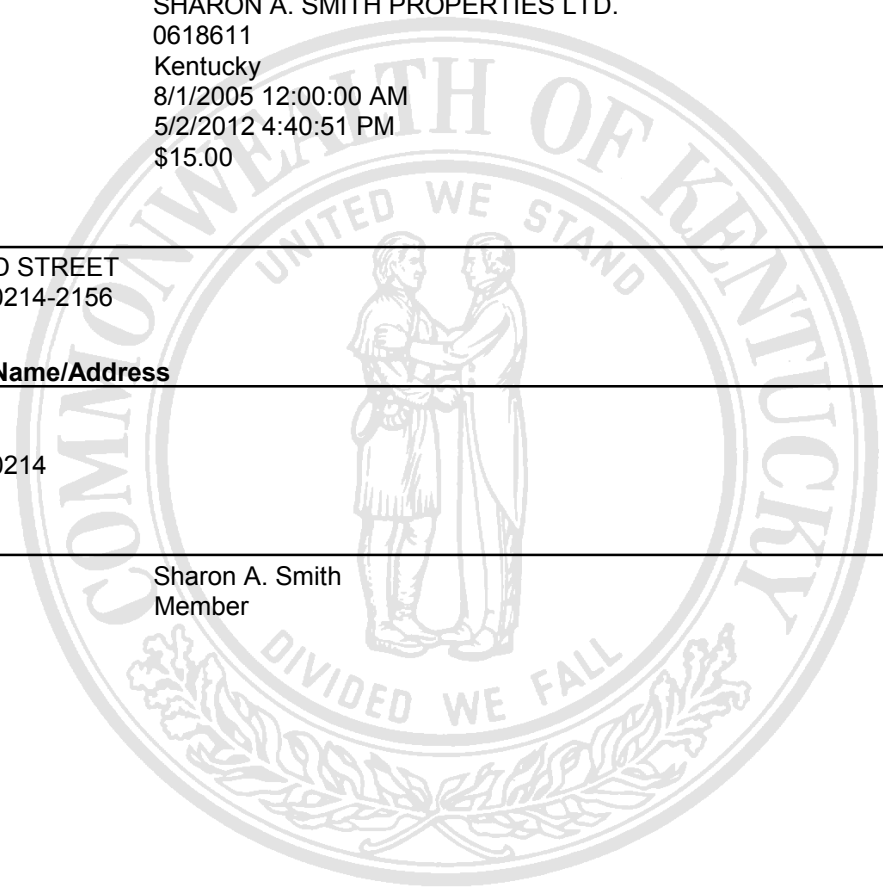 SHARON A. SMITH PROPERTIES LTD.
0618611
Kentucky
8/1/2005 12:00:00 AM
5/2/2012 4:40:51 PM
$15.00
STREET
0214-2156
Name/Address
0214
Sharon A. Smith
Member
COMMONWEALTH OF KENTUCKY
UNITED WE STAND
DIVIDED WE FALL